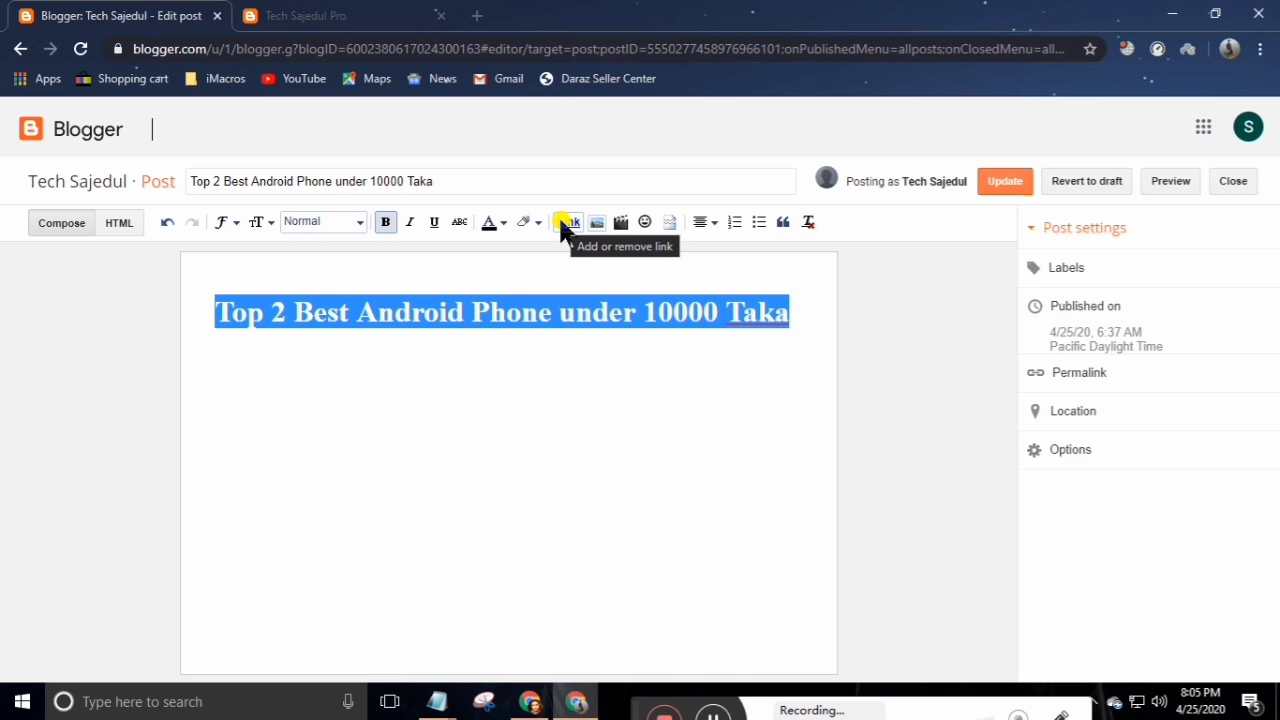 Blogger: Tech Sajedul - Edit post
Tech Sajedul Pro
blogger.com/u/1/blogger.g?blogID=6002380617024300163#editor/target=post;postID=5550277458976966101;onPublishedMenu=allposts;onClosedMenu=all...
Apps Shopping cart iMacros YouTube Maps News Gmail Daraz Seller Center
Blogger
S
Tech Sajedul · Post Top 2 Best Android Phone under 10000 Taka Posting as Tech Sajedul Update Revert to draft Preview Close
Compose HTML Normal B I U ABC A
Add or remove link
Post settings
Top 2 Best Android Phone under 10000 Taka
Labels
Published on
4/25/20, 6:37 AM
Pacific Daylight Time
Permalink
Location
Options
Type here to search
Recording...
8:05 PM
4/25/2020
5